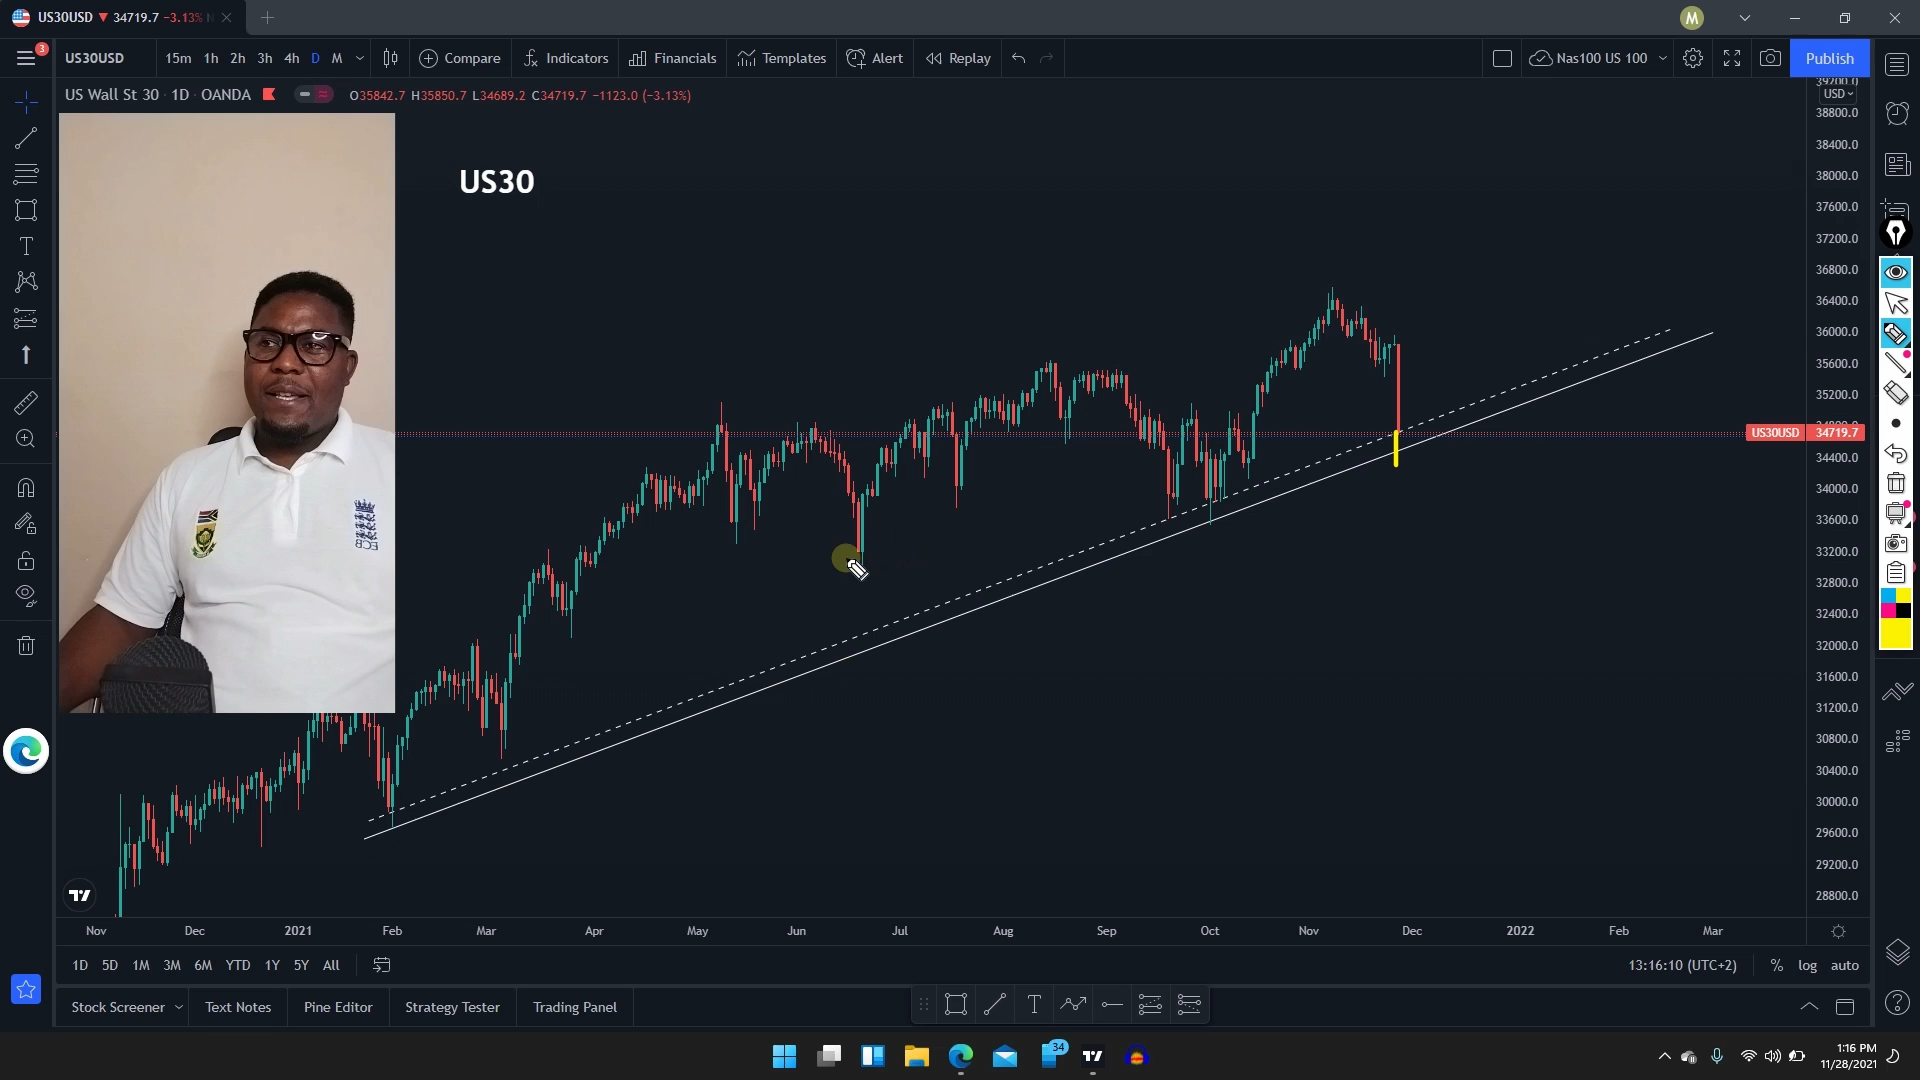 US30USD ▼ 34719.7 −3.13% N
M
3
US30USD 15m 1h 2h 3h 4h D M Compare Indicators Financials Templates Alert Replay Nas100 US 100 Publish
US Wall St 30 · 1D · OANDA O35842.7 H35850.7 L34689.2 C34719.7 −1123.0 (−3.13%)
US30
39200.0
USD
38800.0
38400.0
38000.0
37600.0
37200.0
36800.0
36400.0
36000.0
35600.0
35200.0
34800.0
US30USD 34719.7
34400.0
34000.0
33600.0
33200.0
32800.0
32400.0
32000.0
31600.0
31200.0
30800.0
30400.0
30000.0
29600.0
29200.0
28800.0
ECB
Nov Dec 2021 Feb Mar Apr May Jun Jul Aug Sep Oct Nov Dec 2022 Feb Mar
1D 5D 1M 3M 6M YTD 1Y 5Y All 13:16:10 (UTC+2) % log auto
Stock Screener Text Notes Pine Editor Strategy Tester Trading Panel
34
1:16 PM
11/28/2021